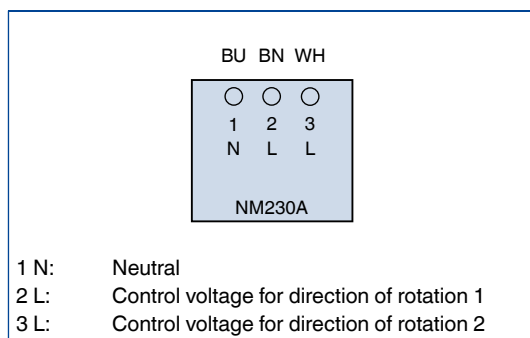 BU BN WH
1 2 3
N L L
NM230A
1 N: Neutral
2 L: Control voltage for direction of rotation 1
3 L: Control voltage for direction of rotation 2